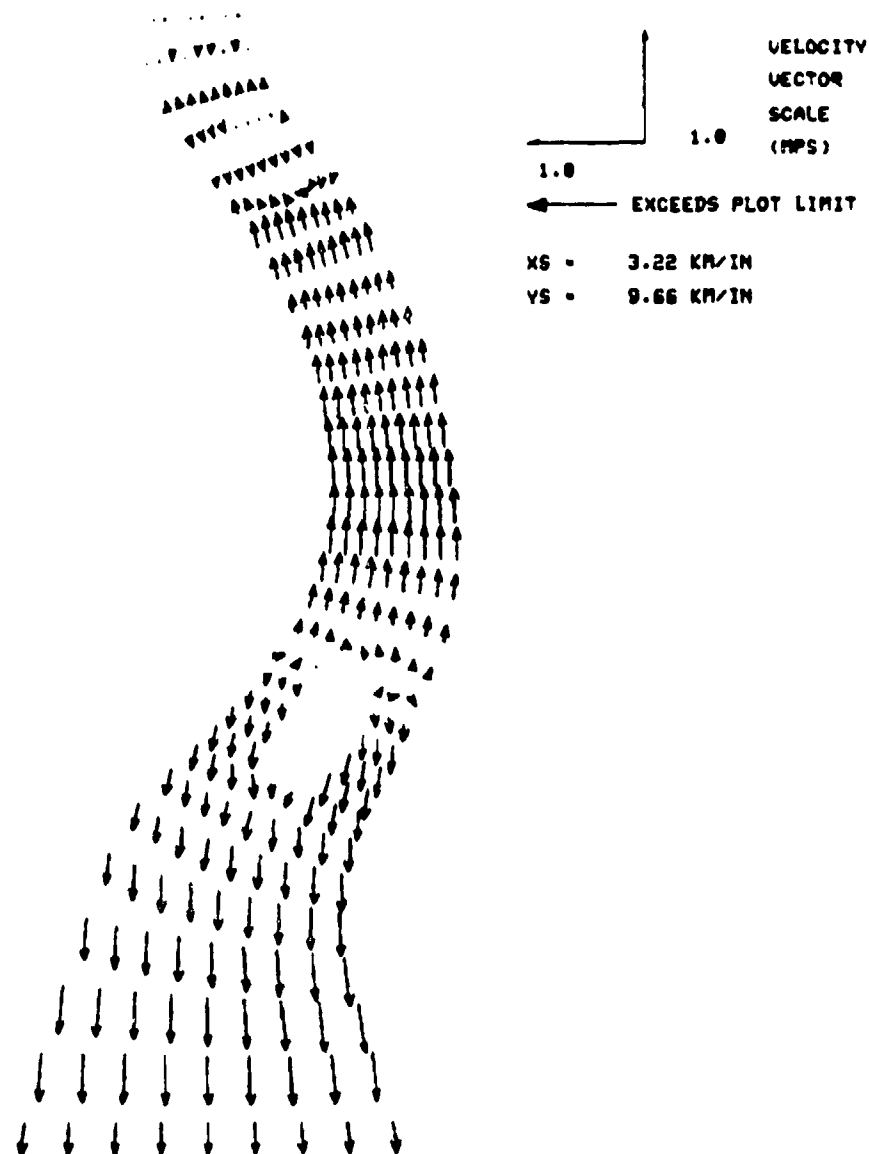 VELOCITY
VECTOR
SCALE
(MPS)
1.0
1.0
EXCEEDS PLOT LIMIT
XS = 3.22 KM/IN
YS = 9.66 KM/IN